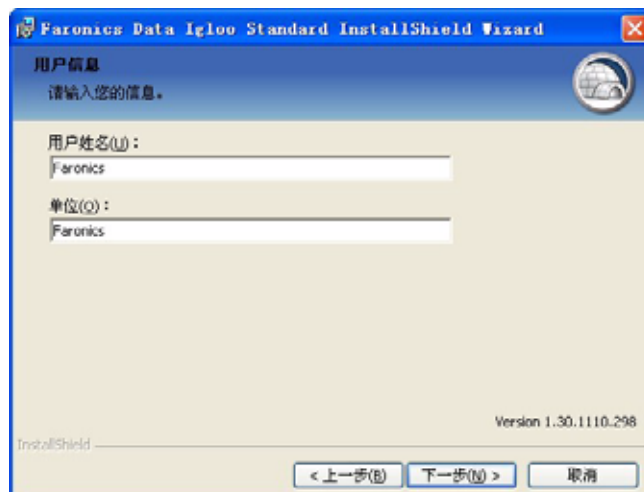 Faronics Data Igloo Standard InstallShield Wizard
用户信息
请输入您的信息。
用户姓名(U)：
Faronics
单位(O)：
Faronics
Version 1.30.1110.298
InstallShield
<上一步(B) 下一步(N)> 取消